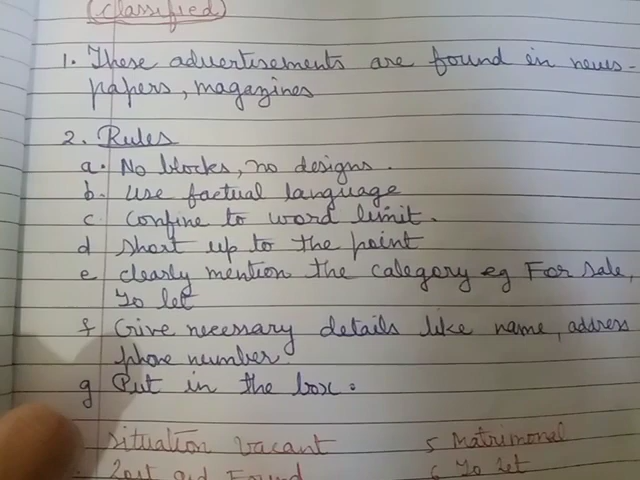 (classified)
1. These advertisements are found in news-
papers, magazines
2. Rules
a. No blocks, no designs.
b. use factual language
c confine to word limit.
d short up to the point
e clearly mention the category eg For sale,
To let
f Give necessary details like name, address
phone number.
g Put in the box.
situation vacant 5 Matrimonal
Lost and Found 6 To Let